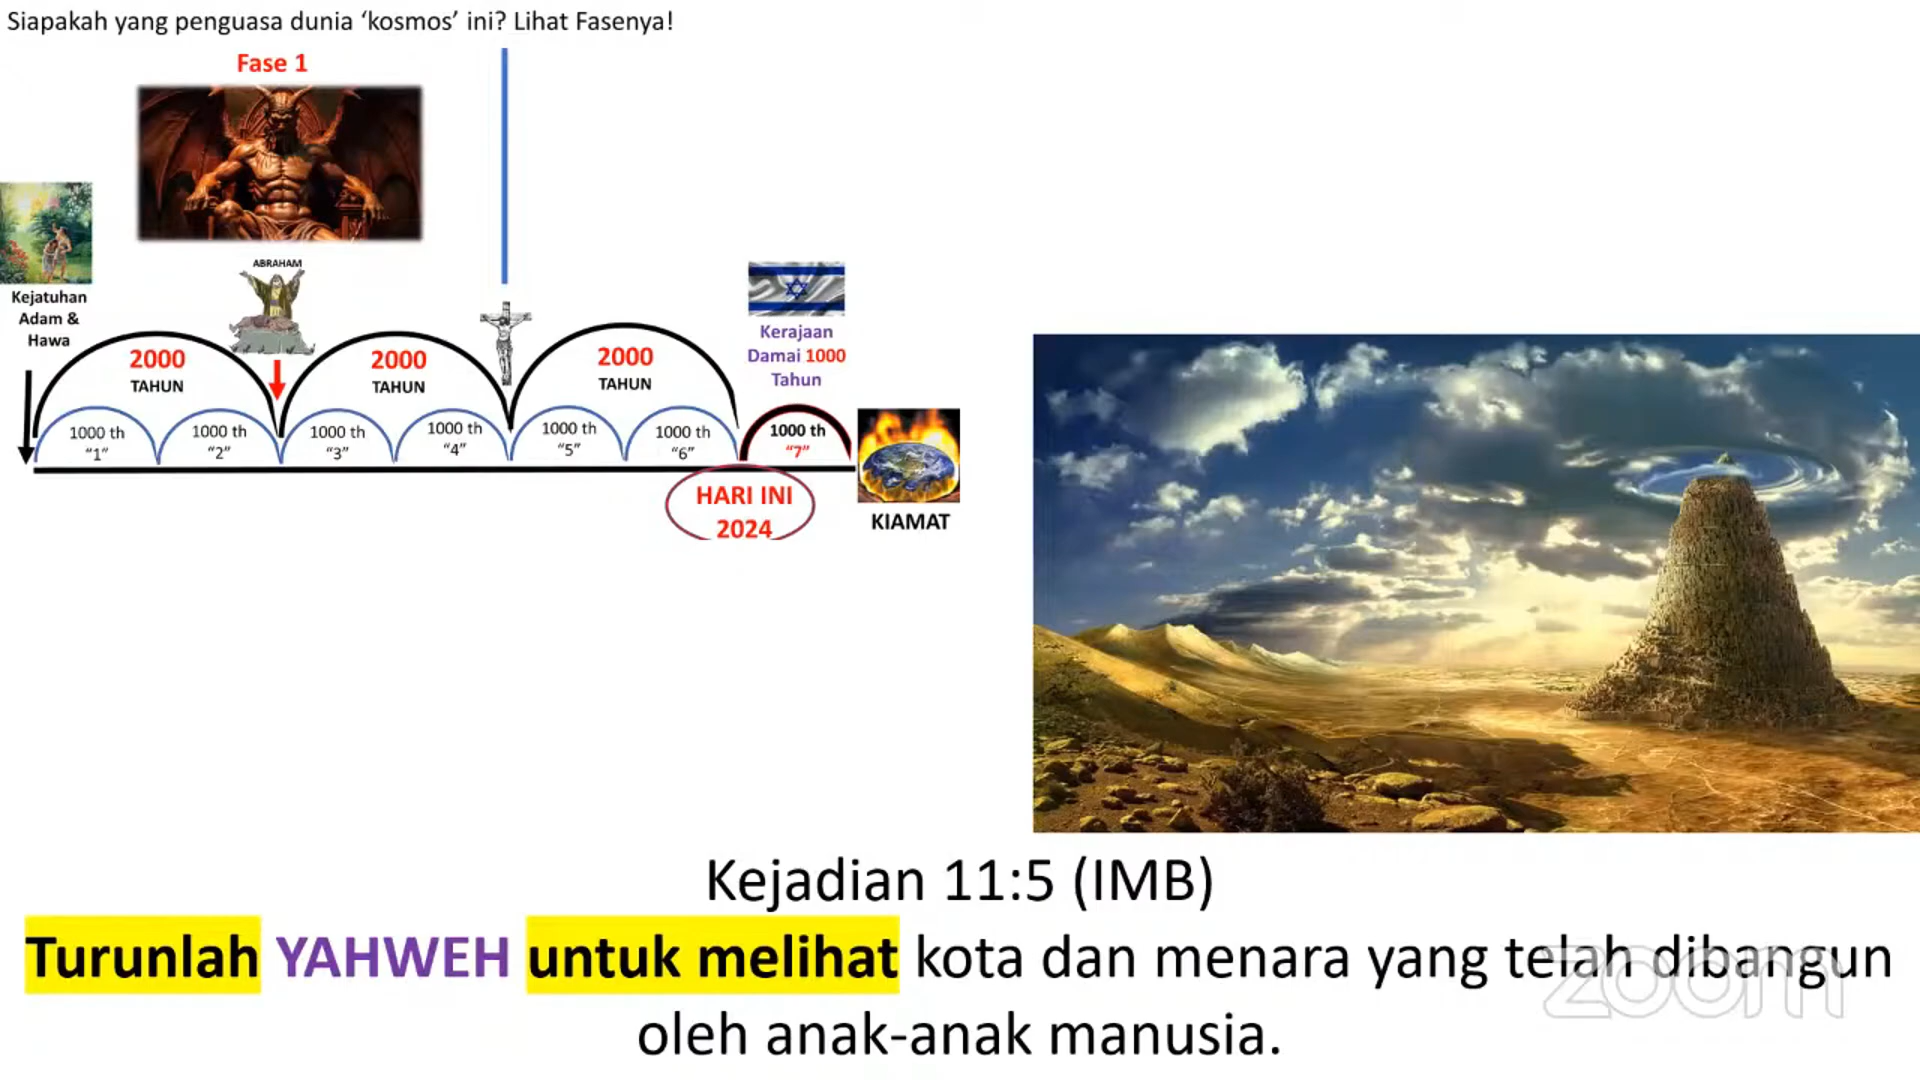 Siapakah yang penguasa dunia ‘kosmos’ ini? Lihat Fasenya!
Fase 1
ABRAHAM
Kejatuhan
Adam &
Hawa
2000
TAHUN
2000
TAHUN
2000
TAHUN
Kerajaan
Damai 1000
Tahun
1000 th
“1”
1000 th
“2”
1000 th
“3”
1000 th
“4”
1000 th
“5”
1000 th
“6”
1000 th
“7”
HARI INI
2024
KIAMAT
Kejadian 11:5 (IMB)
Turunlah YAHWEH untuk melihat kota dan menara yang telah dibangun
oleh anak-anak manusia.
zoom